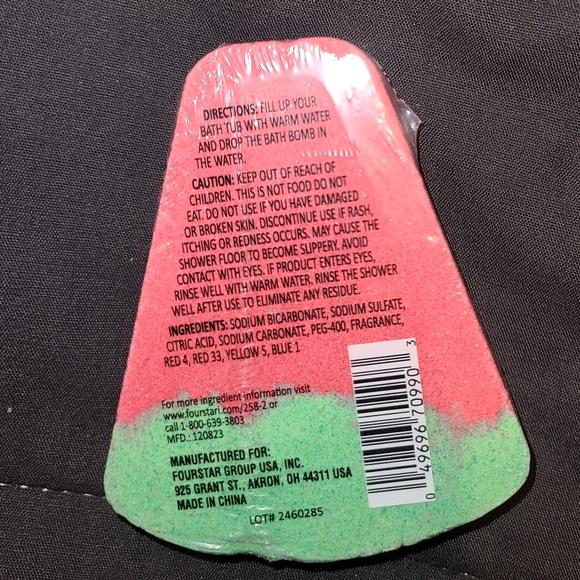 DIRECTIONS: FILL UP YOUR
BATH TUB WITH WARM WATER
AND DROP THE BATH BOMB IN
THE WATER.
CAUTION: KEEP OUT OF REACH OF
CHILDREN. THIS IS NOT FOOD DO NOT
EAT. DO NOT USE IF YOU HAVE DAMAGED
OR BROKEN SKIN. DISCONTINUE USE IF RASH,
ITCHING OR REDNESS OCCURS. MAY CAUSE THE
SHOWER FLOOR TO BECOME SLIPPERY. AVOID
CONTACT WITH EYES. IF PRODUCT ENTERS EYES,
RINSE WELL WITH WARM WATER. RINSE THE SHOWER
WELL AFTER USE TO ELIMINATE ANY RESIDUE.
INGREDIENTS: SODIUM BICARBONATE, SODIUM SULFATE,
CITRIC ACID, SODIUM CARBONATE, PEG-400, FRAGRANCE,
RED 4, RED 33, YELLOW 5, BLUE 1
For more ingredient information visit
www.fourstari.com/258-2 or
call 1-800-639-3803
MFD.: 120823
MANUFACTURED FOR:
FOURSTAR GROUP USA, INC.
925 GRANT ST., AKRON, OH 44311 USA
MADE IN CHINA
LOT# 2460285
0 49696 70990 3